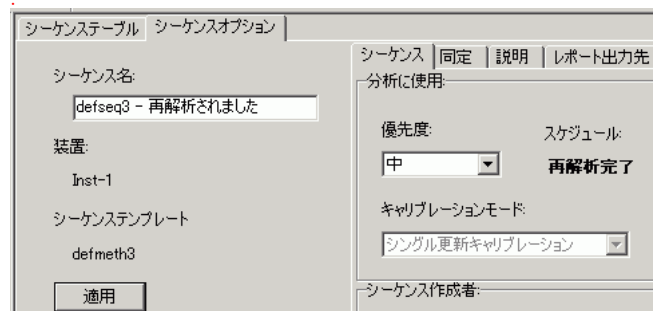 シーケンステーブル シーケンスオプション
シーケンス名:
defseq3 - 再解析されました
装置:
Inst-1
シーケンステンプレート
defmeth3
適用
シーケンス 同定 説明 レポート出力先
分析に使用:
優先度: スケジュール:
中 再解析完了
キャリブレーションモード:
シングル更新キャリブレーション
シーケンス作成者: